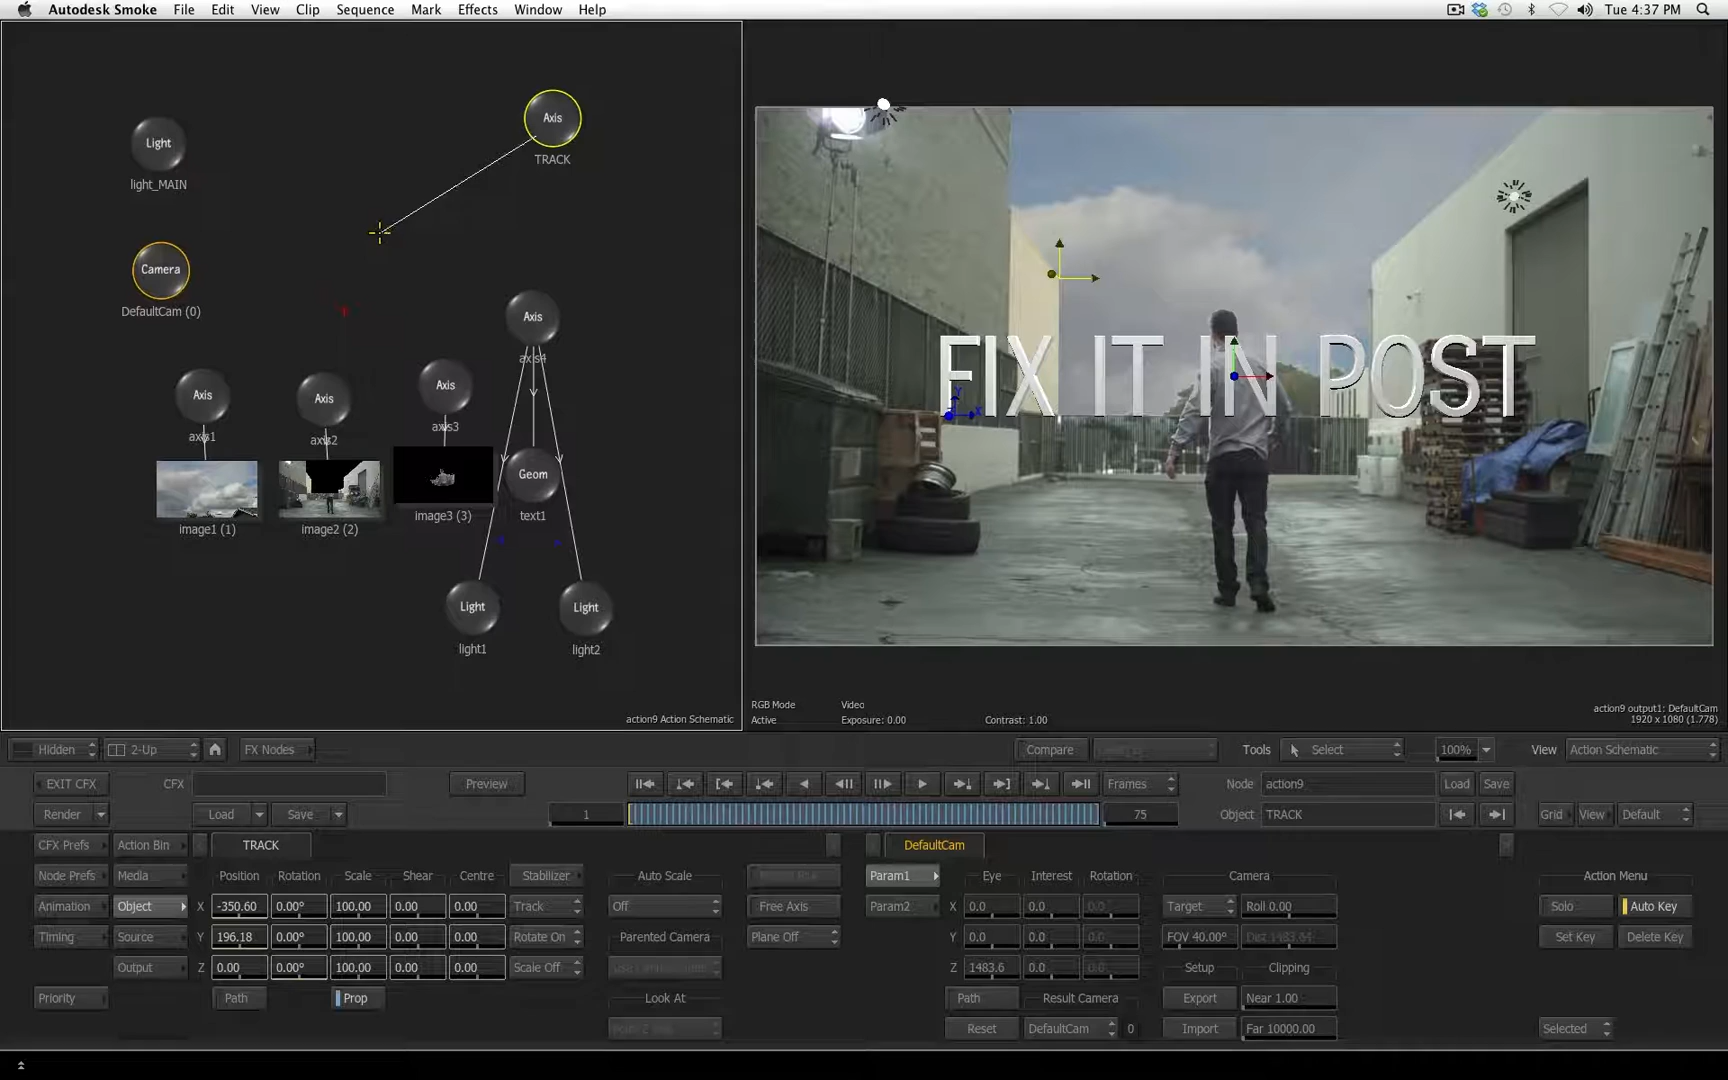 Autodesk Smoke File Edit View Clip Sequence Mark Effects Window Help Tue 4:37 PM
Axis
TRACK
Light
light_MAIN
Camera
DefaultCam (0)
Axis
axis4
Axis
axis1
Axis
axis2
Axis
axis3
image1 (1)
image2 (2)
image3 (3)
Geom
text1
Light
light1
Light
light2
action9 Action Schematic
FIX IT IN POST
Y
X
RGB Mode Video
Active Exposure: 0.00 Contrast: 1.00
action9 output1: DefaultCam
1920 x 1080 (1.778)
Hidden 2-Up FX Nodes Compare Tools Select 100% View Action Schematic
EXIT CFX CFX Preview Frames Node action9 Load Save
Render Load Save 1 75 Object TRACK Grid View Default
CFX Prefs Action Bin TRACK DefaultCam
Node Prefs Media Position Rotation Scale Shear Centre Stabilizer Auto Scale Param1 Eye Interest Rotation Camera Action Menu
Animation Object X -350.60 0.00° 100.00 0.00 0.00 Track Off Free Axis Param2 X 0.0 0.0 0.0 Target Roll 0.00 Solo Auto Key
Timing Source Y 196.18 0.00° 100.00 0.00 0.00 Rotate On Parented Camera Plane Off Y 0.0 0.0 0.0 FOV 40.00° Dez 1483.64 Set Key Delete Key
Output Z 0.00 0.00° 100.00 0.00 0.00 Scale Off Z 1483.6 0.0 0.0 Setup Clipping
Priority Path Prop Look At Path Result Camera Export Near 1.00
Reset DefaultCam 0 Import Far 10000.00 Selected